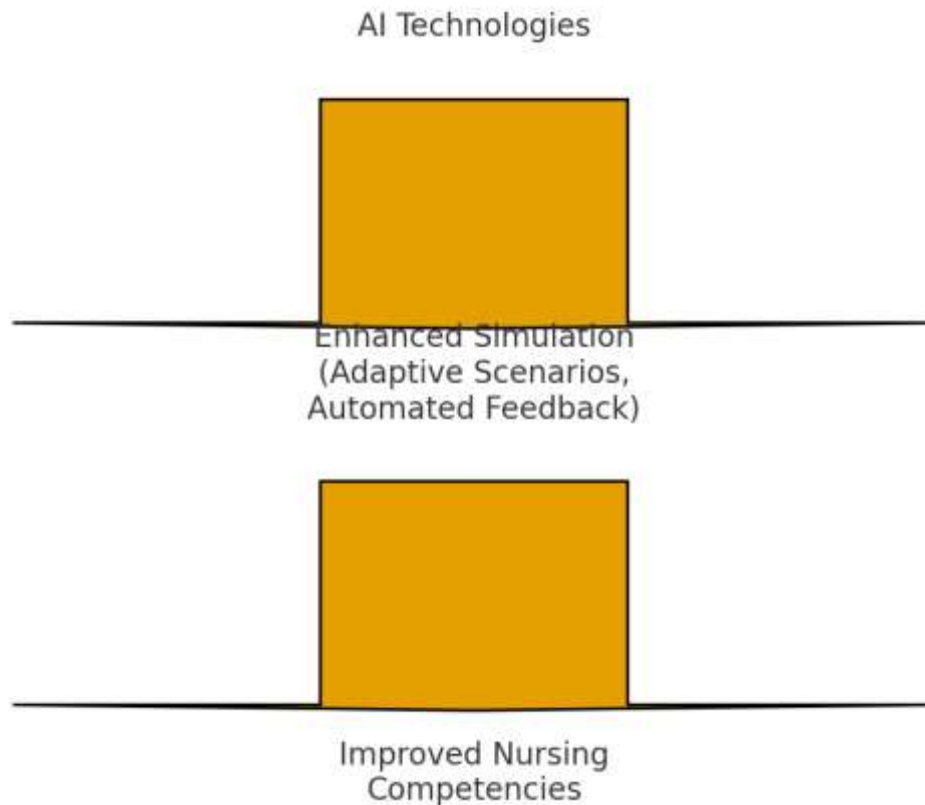 AI Technologies
Enhanced Simulation
(Adaptive Scenarios,
Automated Feedback)
Improved Nursing
Competencies